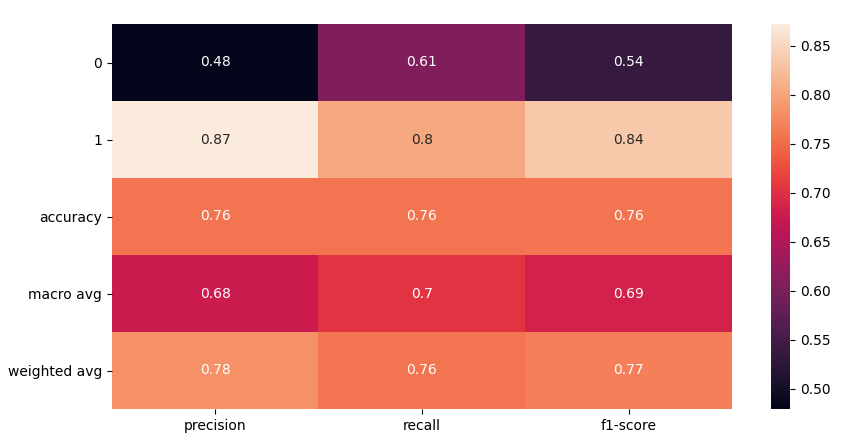 0 0.48 0.61 0.54
1 0.87 0.8 0.84
accuracy 0.76 0.76 0.76
macro avg 0.68 0.7 0.69
weighted avg 0.78 0.76 0.77
precision recall f1-score
0.85
0.80
0.75
0.70
0.65
0.60
0.55
0.50